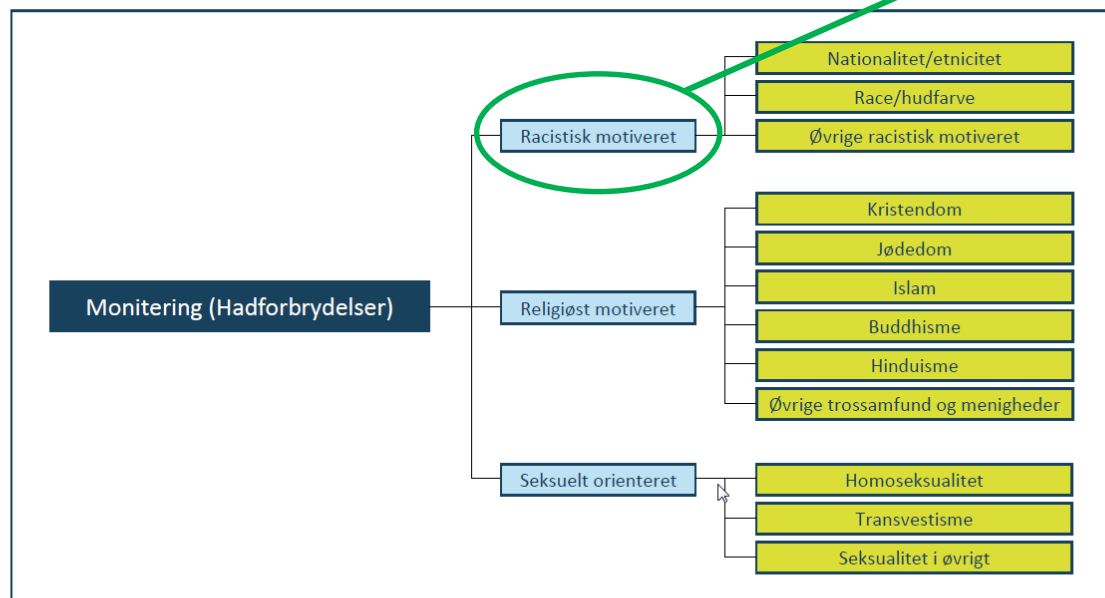 Nationalitet/etnicitet
Race/hudfarve
Racistisk motiveret
Øvrige racistisk motiveret
Kristendom
Jødedom
Islam
Monitering (Hadforbrydelser)
Religiøst motiveret
Buddhisme
Hinduisme
Øvrige trossamfund og menigheder
Seksuelt orienteret
Homoseksualitet
Transvestisme
Seksualitet i øvrigt